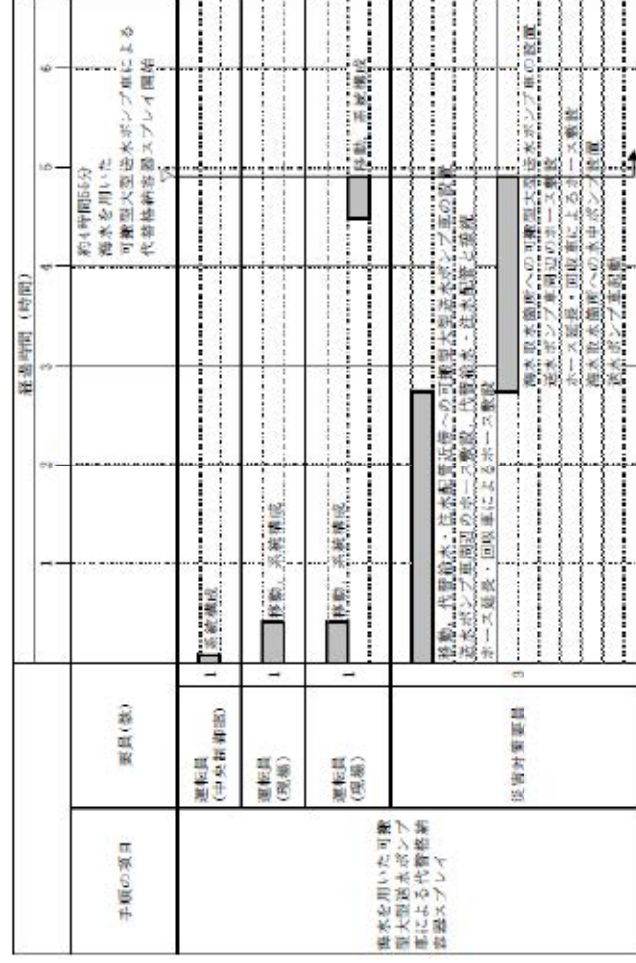 経過時間(時間)
1
2
3
4
5
6
手順の項目
要員(数)
約4時間55分
海水を用いた
可搬型大型送水ポンプ車による
代替格納容器スプレイ開始
▽
海水を用いた可搬
型大型送水ポンプ
車による代替格納
容器スプレイ
運転員
(中央制御室)
1
系統構成
運転員
(現場)
1
移動、系統構成
運転員
(現場)
1
移動、系統構成
移動、系統構成
災害対策要員
3
移動、代替給水・注水配管近傍への可搬型大型送水ポンプ車の設置
送水ポンプ車周辺のホース敷設、代替給水・注水配管と接続
ホース延長・回収車によるホース敷設
海水取水箇所への可搬型大型送水ポンプ車の設置
送水ポンプ車周辺のホース敷設
ホース延長・回収車によるホース敷設
海水取水箇所への水中ポンプ設置
送水ポンプ車起動